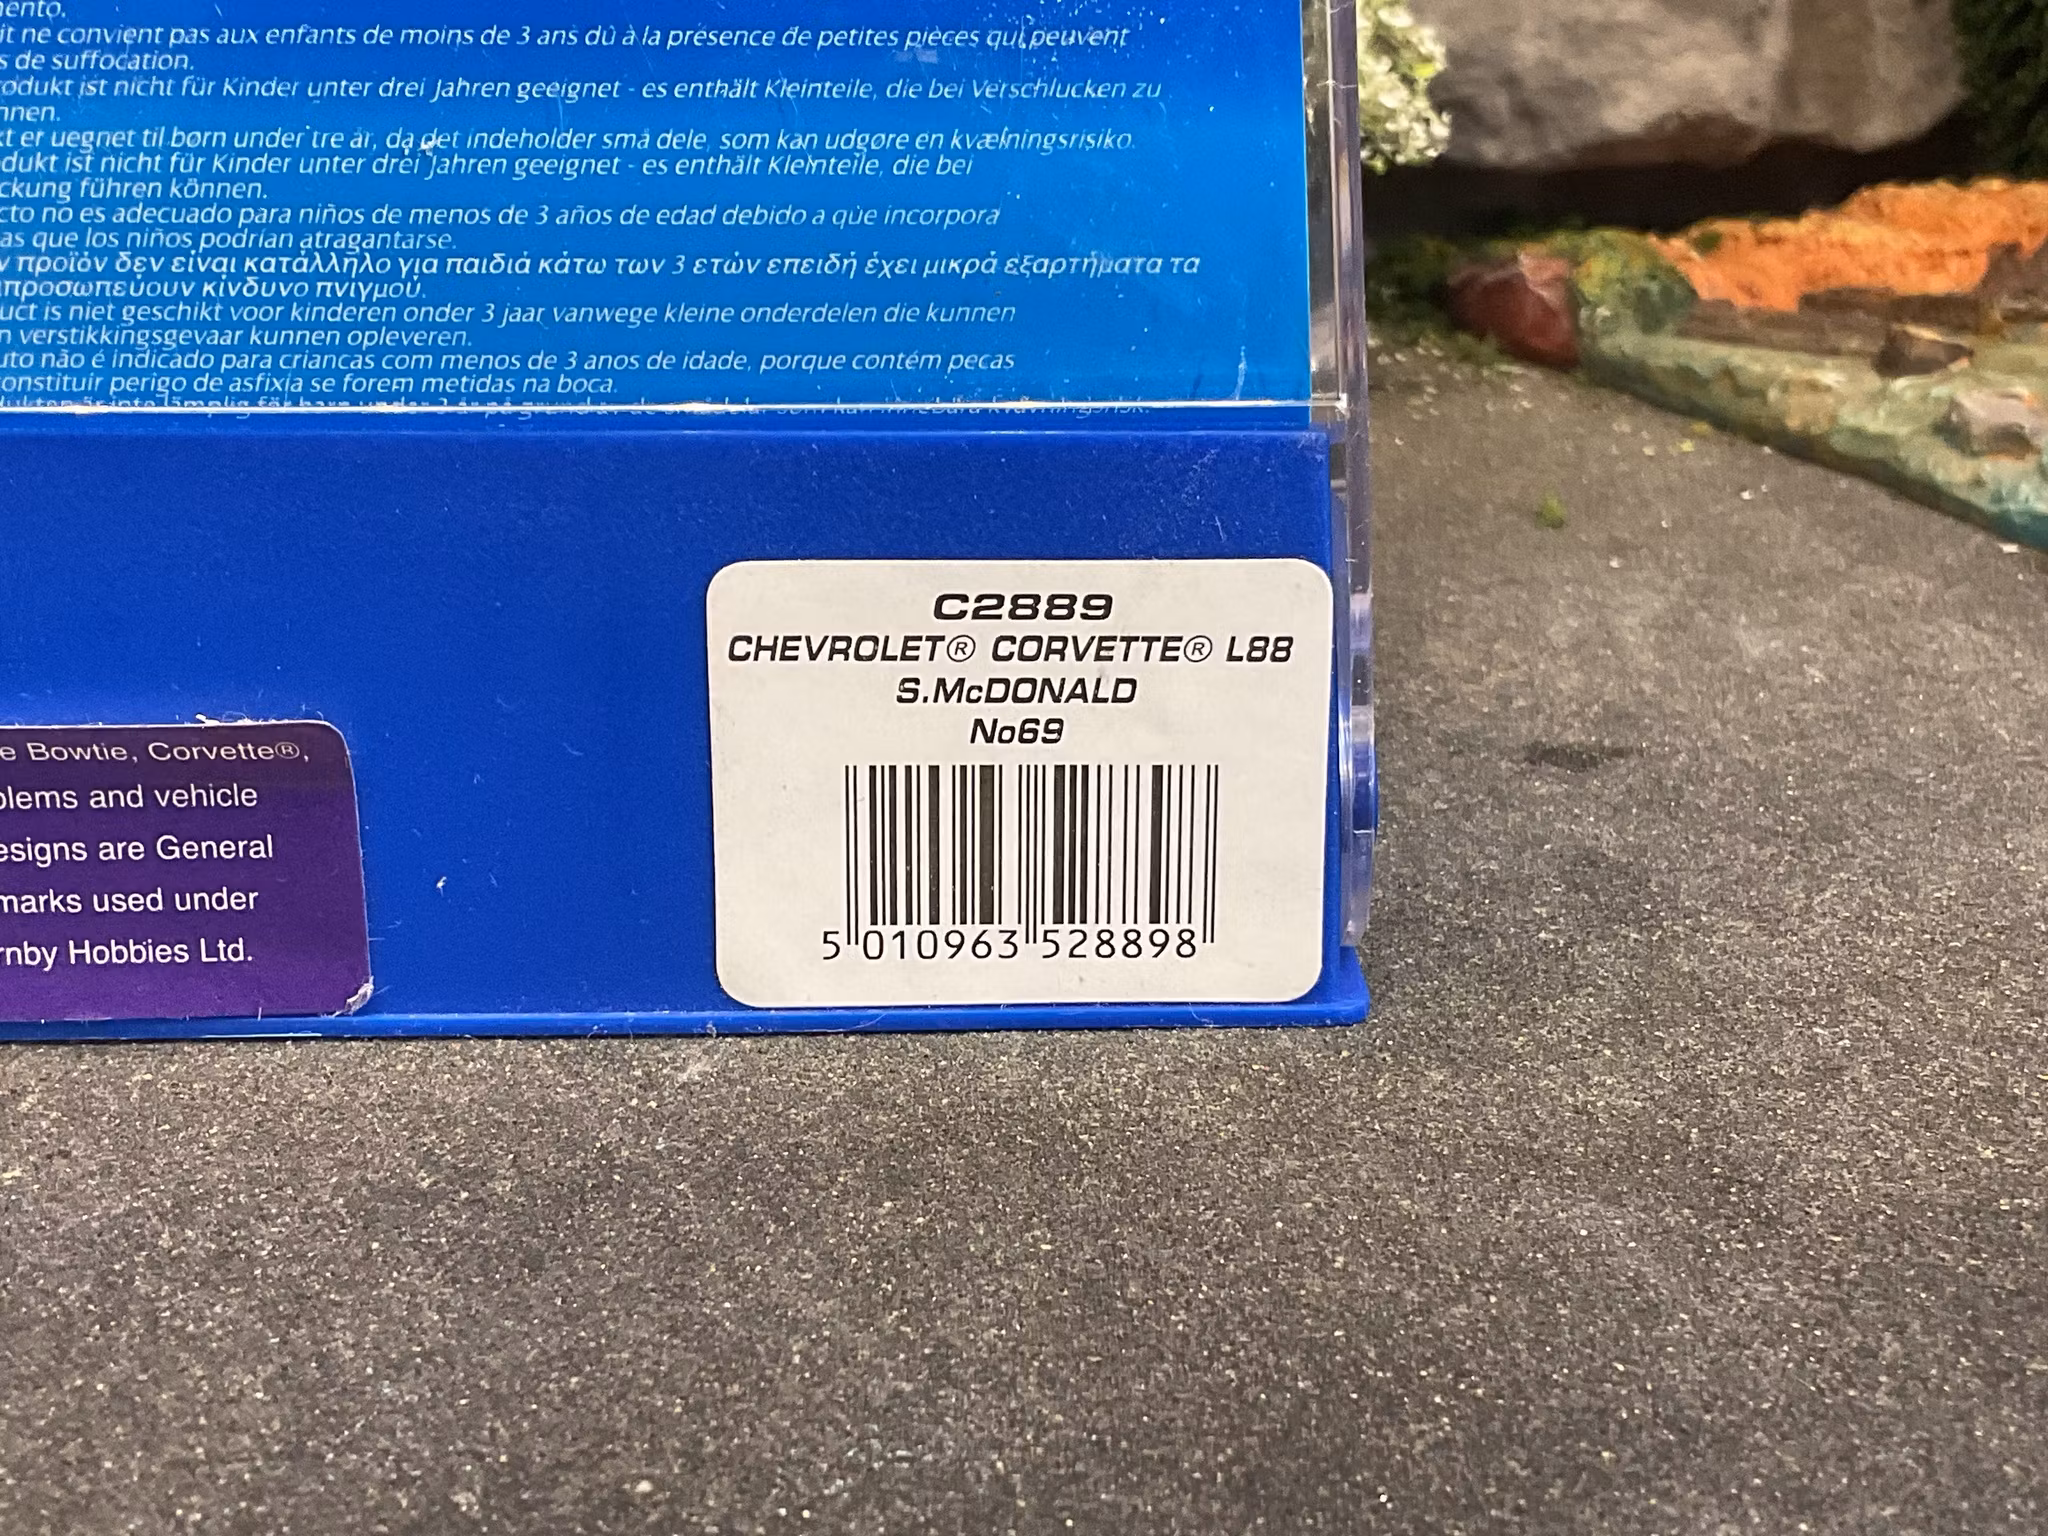 ento.
it ne convient pas aux enfants de moins de 3 ans dû à la présence de petites pièces qui peuvent
s de suffocation.
rodukt ist nicht für Kinder unter drei Jahren geeignet - es enthält Kleinteile, die bei Verschlucken zu
nnen.
kt er uegnet til børn under tre år, da det indeholder små dele, som kan udgøre en kvælningsrisiko.
dukt ist nicht für Kinder unter drei Jahren geeignet - es enthält Kleinteile, die bei
ckung führen können.
cto no es adecuado para niños de menos de 3 años de edad debido a que incorpora
as que los niños podrían atragantarse.
ν προϊόν δεν είναι κατάλληλο για παιδιά κάτω των 3 ετών επειδή έχει μικρά εξαρτήματα τα
προσωπεύουν κίνδυνο πνιγμού.
uct is niet geschikt voor kinderen onder 3 jaar vanwege kleine onderdelen die kunnen
n verstikkingsgevaar kunnen opleveren.
uto não é indicado para criancas com menos de 3 anos de idade, porque contém pecas
constituir perigo de asfixia se forem metidas na boca.
C2889
CHEVROLET® CORVETTE® L88
S.McDONALD
No69
5 010963 528898
e Bowtie, Corvette®,
blems and vehicle
esigns are General
marks used under
rnby Hobbies Ltd.